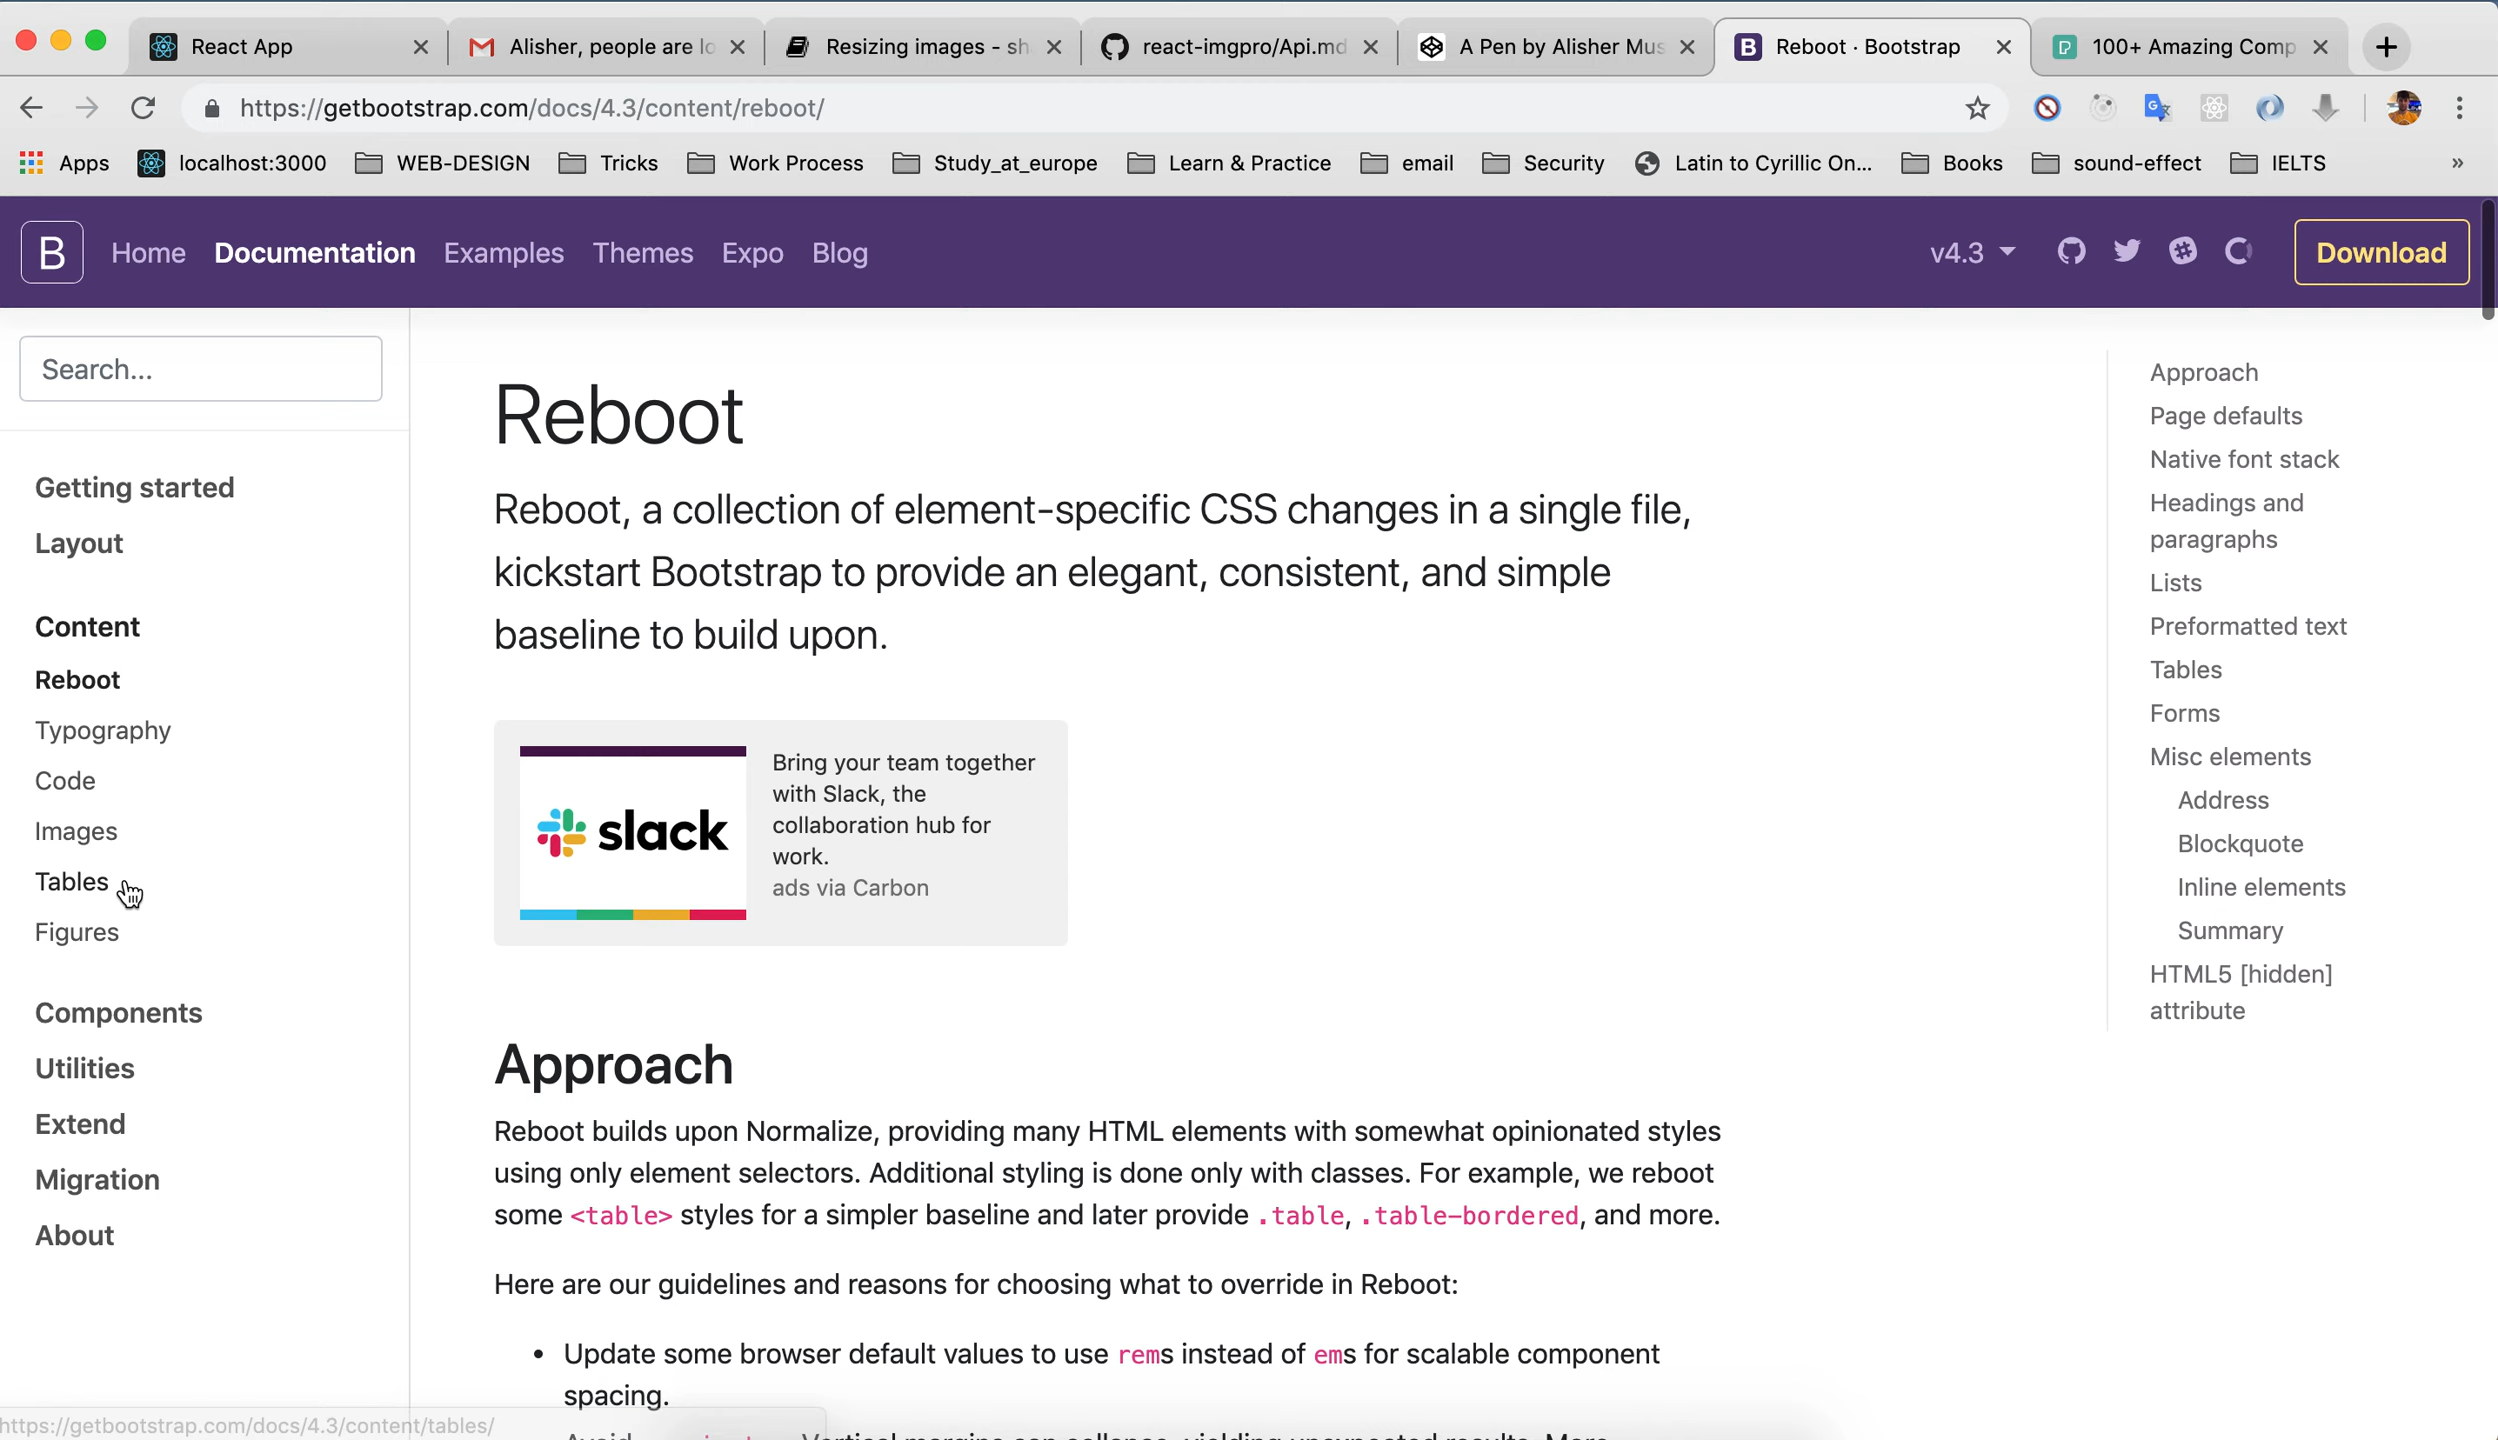 React App
Alisher, people are lo
Resizing images - sh
react-imgpro/Api.md
A Pen by Alisher Mus
Reboot · Bootstrap
100+ Amazing Comp
https://getbootstrap.com/docs/4.3/content/reboot/
Apps
localhost:3000
WEB-DESIGN
Tricks
Work Process
Study_at_europe
Learn & Practice
email
Security
Latin to Cyrillic On...
Books
sound-effect
IELTS
»
B
Home
Documentation
Examples
Themes
Expo
Blog
v4.3
Download
Search...
Getting started
Layout
Content
Reboot
Typography
Code
Images
Tables
Figures
Components
Utilities
Extend
Migration
About
Reboot
Reboot, a collection of element-specific CSS changes in a single file,
kickstart Bootstrap to provide an elegant, consistent, and simple
baseline to build upon.
slack
Bring your team together
with Slack, the
collaboration hub for
work.
ads via Carbon
Approach
Reboot builds upon Normalize, providing many HTML elements with somewhat opinionated styles
using only element selectors. Additional styling is done only with classes. For example, we reboot
some <table> styles for a simpler baseline and later provide .table, .table-bordered, and more.
Here are our guidelines and reasons for choosing what to override in Reboot:
• Update some browser default values to use rems instead of ems for scalable component
spacing.
Vertical margins can collapse, yielding unexpected results. More
Approach
Page defaults
Native font stack
Headings and
paragraphs
Lists
Preformatted text
Tables
Forms
Misc elements
Address
Blockquote
Inline elements
Summary
HTML5 [hidden]
attribute
https://getbootstrap.com/docs/4.3/content/tables/